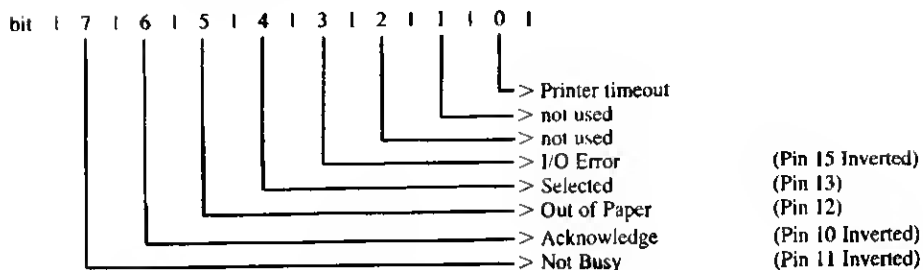 bit | 7 | 6 | 5 | 4 | 3 | 2 | 1 | 0 |
> Printer timeout
> not used
> not used
> I/O Error (Pin 15 Inverted)
> Selected (Pin 13)
> Out of Paper (Pin 12)
> Acknowledge (Pin 10 Inverted)
> Not Busy (Pin 11 Inverted)